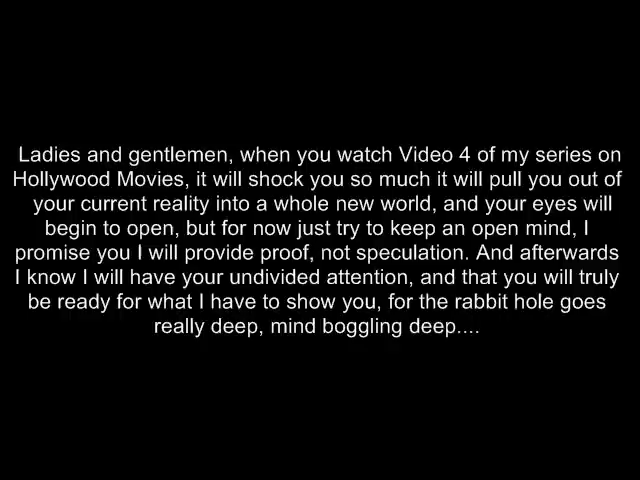 Ladies and gentlemen, when you watch Video 4 of my series on
Hollywood Movies, it will shock you so much it will pull you out of
your current reality into a whole new world, and your eyes will
begin to open, but for now just try to keep an open mind, I
promise you I will provide proof, not speculation. And afterwards
I know I will have your undivided attention, and that you will truly
be ready for what I have to show you, for the rabbit hole goes
really deep, mind boggling deep....